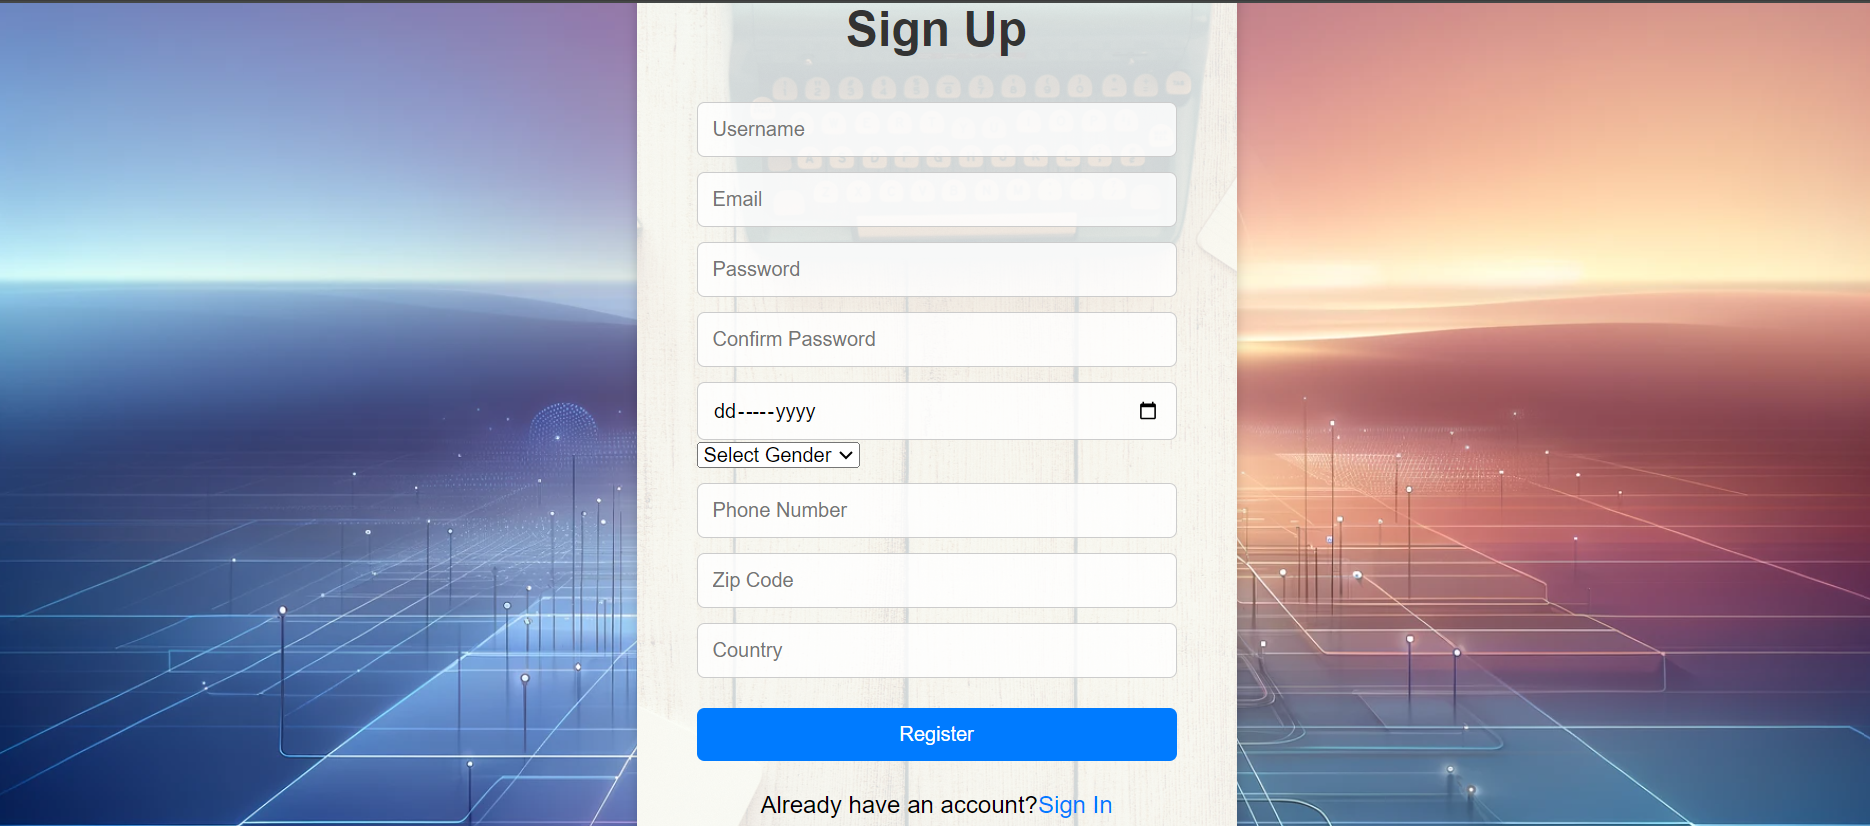 Sign Up
Username
Email
Password
Confirm Password
dd-----yyyy
Select Gender
Phone Number
Zip Code
Country
Register
Already have an account?Sign In